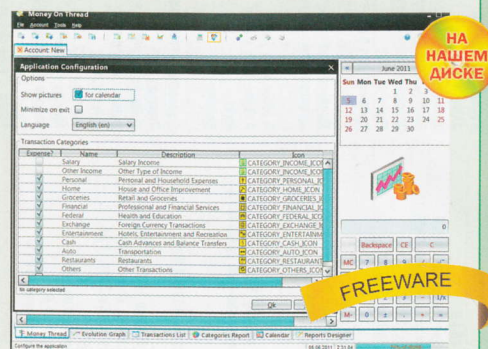 Money On Thread
File Account Tools Help
Account: New
НА
НАШЕМ
ДИСКЕ
Application Configuration
Options
Show pictures for calendar
Minimize on exit
Language English (en)
Transaction Categories
Expense? Name Description Icon
Salary Salary Income CATEGORY_INCOME_ICON
Other Income Other Type of Income CATEGORY_INCOME_ICON
Personal Personal and Household Expenses CATEGORY_PERSONAL_I
Home House and Office Improvement CATEGORY_HOME_ICON
Groceries Retail and Groceries CATEGORY_GROCERIES_I
Financial Professional and Financial Services CATEGORY_FINANCIAL_IC
Federal Health and Education CATEGORY_FEDERAL_ICO
Exchange Foreign Currency Transactions CATEGORY_EXCHANGE_I
Entertainment Hotels, Entertainment and Recreation CATEGORY_ENTERTAINM
Cash Cash Advances and Balance Transfers CATEGORY_CASH_ICON
Auto Transportation CATEGORY_AUTO_ICON
Restaurants Restaurants CATEGORY_RESTAURANT
Others Other Transactions CATEGORY_OTHERS_ICON
no category selected
Ok
June 2011
Sun Mon Tue Wed Thu
1 2 3
5 6 7 8 9 10 11
12 13 14 15 16 17 18
19 20 21 22 23 24 25
26 27 28 29 30
0
Backspace CE C
MC 7 8 9 /
FREEWARE
1/x
M- 0 ± . + =
Money Thread Evolution Graph Transactions List Categories Report Calendar Reports Designer
Configure the application